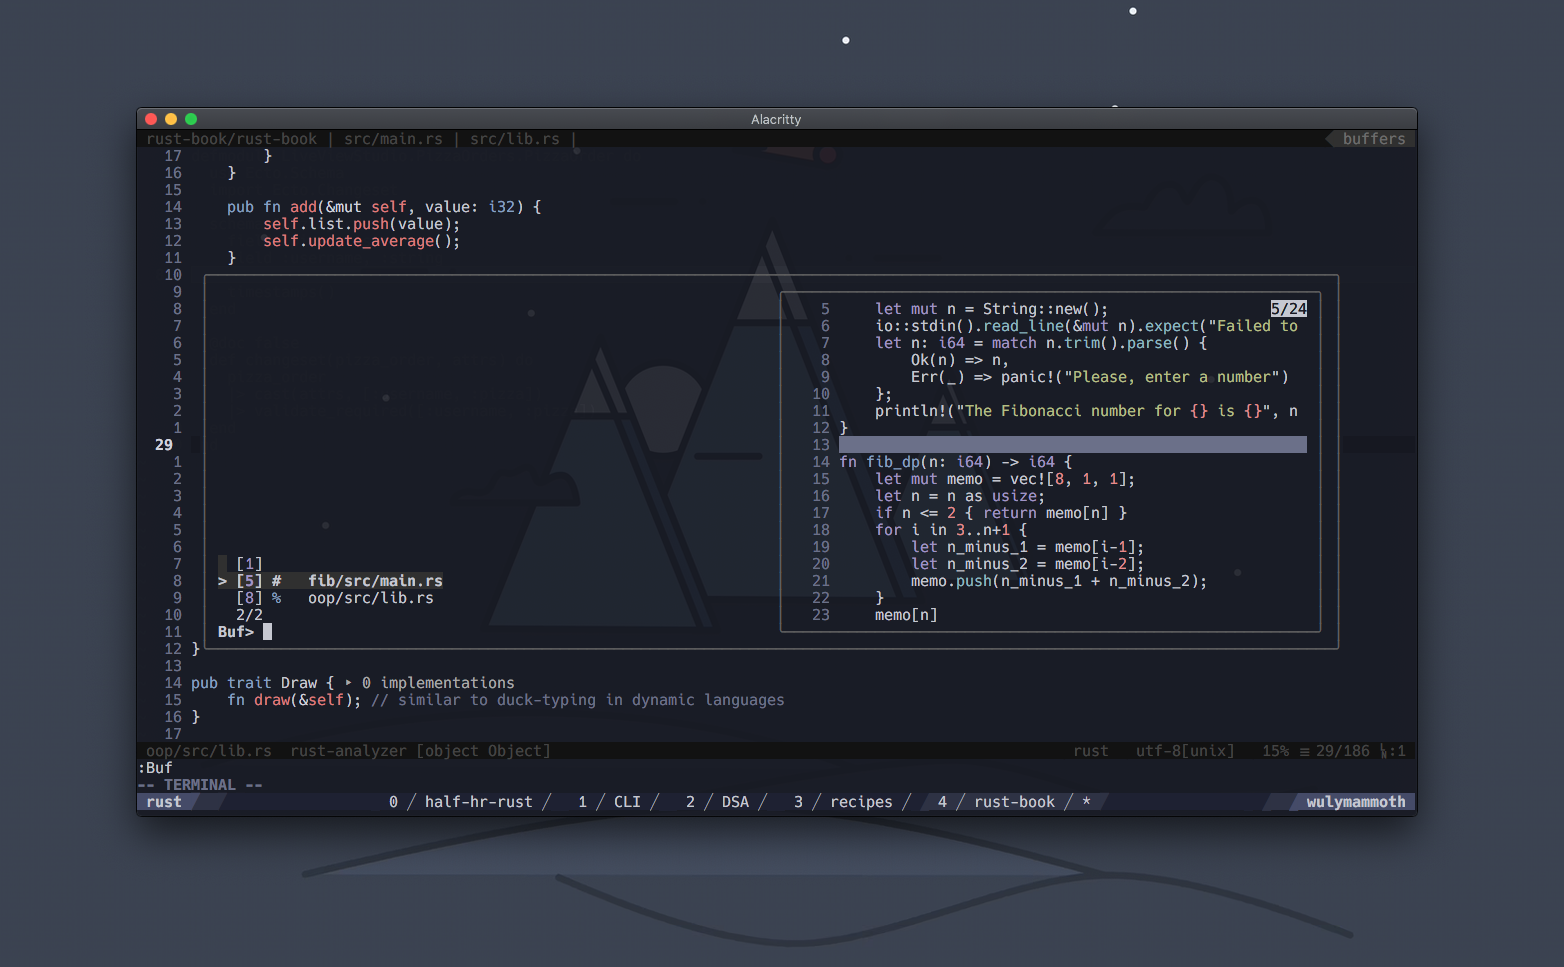 Alacritty
rust-book/rust-book | src/main.rs | src/lib.rs | buffers
17 }
16 }
15
14 pub fn add(&mut self, value: i32) {
13 self.list.push(value);
12 self.update_average();
11 }
10
9
8
7
6
5
4
3
2
1
29
1
2
3
4
5
6
7
8
9
10
11
12 }
13
14 pub trait Draw { ‣ 0 implementations
15 fn draw(&self); // similar to duck-typing in dynamic languages
16 }
17
[1]
> [5] # fib/src/main.rs
[8] % oop/src/lib.rs
2/2
Buf>
5 let mut n = String::new(); 5/24
6 io::stdin().read_line(&mut n).expect("Failed to
7 let n: i64 = match n.trim().parse() {
8 Ok(n) => n,
9 Err(_) => panic!("Please, enter a number")
10 };
11 println!("The Fibonacci number for {} is {}", n
12 }
13
14 fn fib_dp(n: i64) -> i64 {
15 let mut memo = vec![8, 1, 1];
16 let n = n as usize;
17 if n <= 2 { return memo[n] }
18 for i in 3..n+1 {
19 let n_minus_1 = memo[i-1];
20 let n_minus_2 = memo[i-2];
21 memo.push(n_minus_1 + n_minus_2);
22 }
23 memo[n]
oop/src/lib.rs rust-analyzer [object Object] rust utf-8[unix] 15% ≡ 29/186 :1
:Buf
-- TERMINAL --
rust 0 / half-hr-rust / 1 / CLI / 2 / DSA / 3 / recipes / 4 / rust-book / * wulymammoth